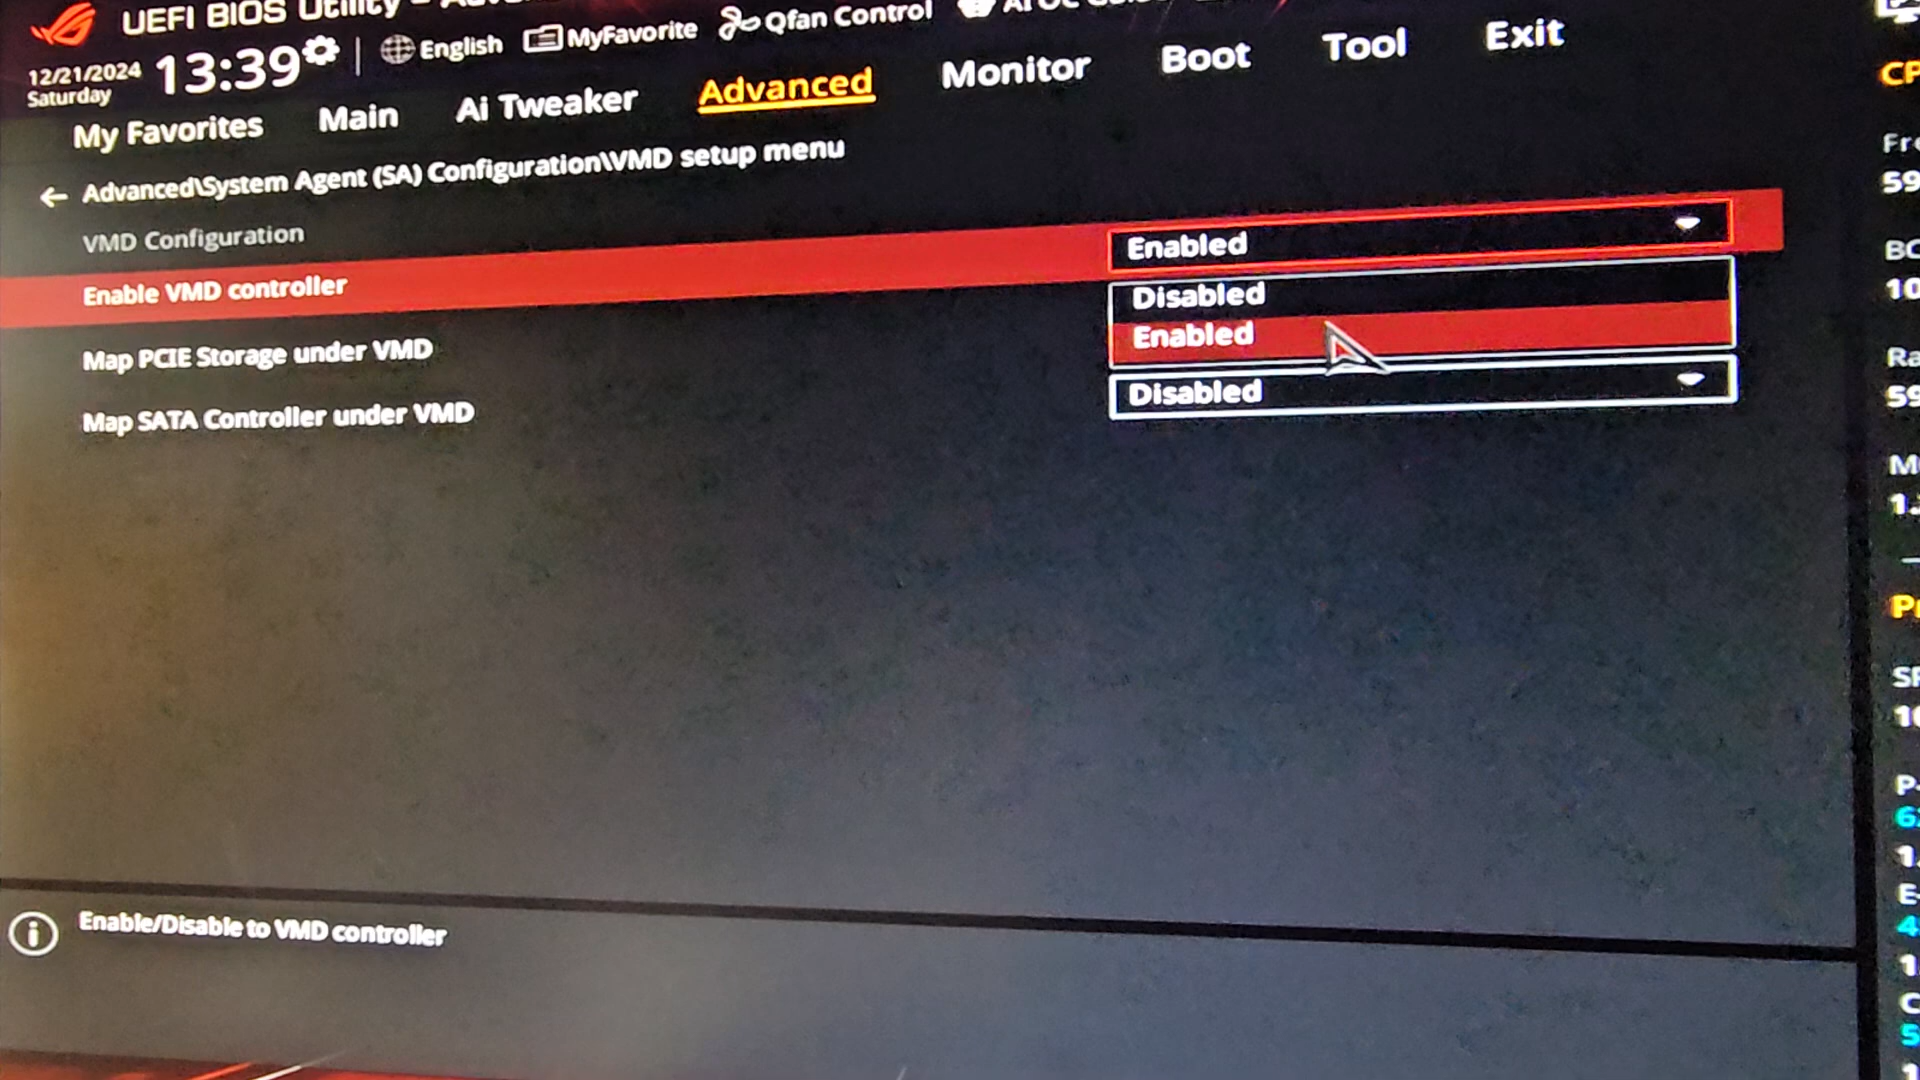 UEFI BIOS Utility
12/21/2024
Saturday
13:39
English
MyFavorite
Qfan Control
My Favorites
Main
Ai Tweaker
Advanced
Monitor
Boot
Tool
Exit
Advanced\System Agent (SA) Configuration\VMD setup menu
VMD Configuration
Enable VMD controller
Enabled
Disabled
Enabled
Map PCIE Storage under VMD
Map SATA Controller under VMD
Disabled
Enable/Disable to VMD controller